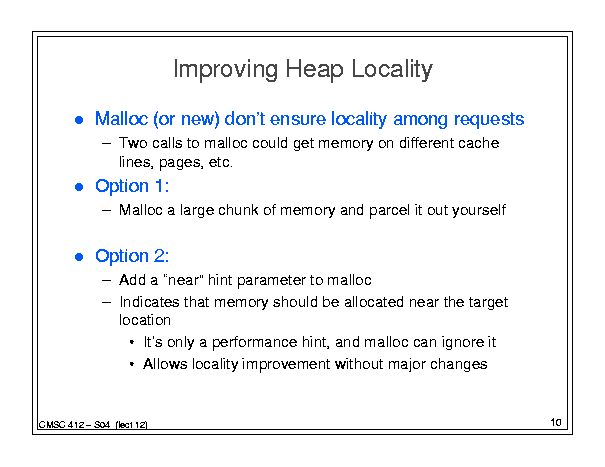 Improving Heap Locality
● Malloc (or new) don't ensure locality among requests
– Two calls to malloc could get memory on different cache
lines, pages, etc.
● Option 1:
– Malloc a large chunk of memory and parcel it out yourself
● Option 2:
– Add a "near" hint parameter to malloc
– Indicates that memory should be allocated near the target
location
• It's only a performance hint, and malloc can ignore it
• Allows locality improvement without major changes
CMSC 412 – S04 (lect 12)
10